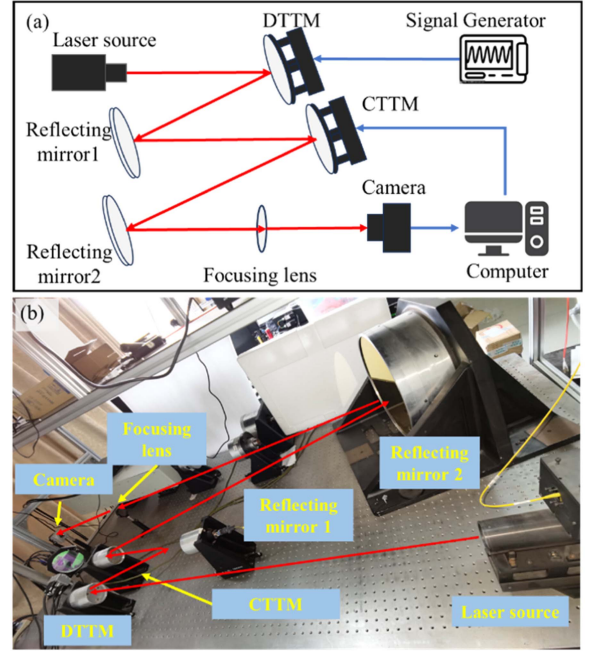 (a)
DTTM
Signal Generator
Laser source
CTTM
Reflecting
mirror1
Camera
Reflecting
mirror2
Focusing lens
Computer
(b)
Focusing
lens
Camera
Reflecting
mirror 2
Reflecting
mirror 1
CTTM
Laser source
DTTM